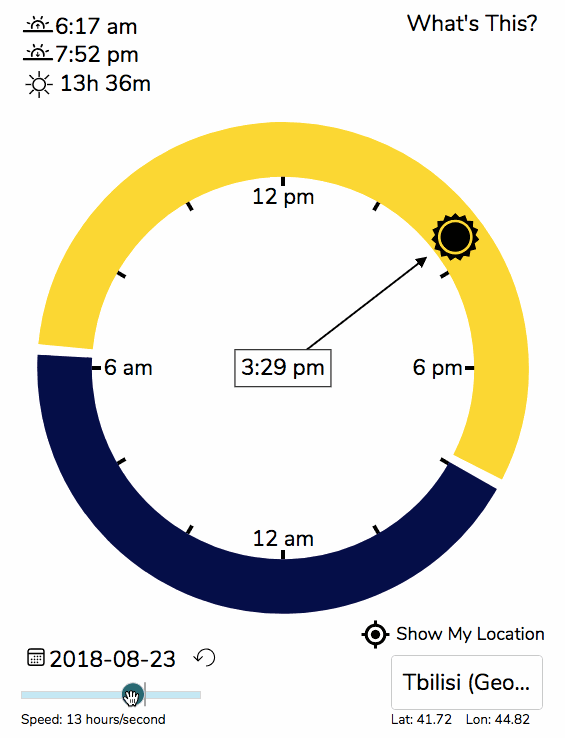 6:17 am
What's This?
7:52 pm
13h 36m
12 pm
6 am
3:29 pm
6 pm
12 am
Show My Location
2018-08-23
Tbilisi (Geo...
Speed: 13 hours/second
Lat: 41.72 Lon: 44.82